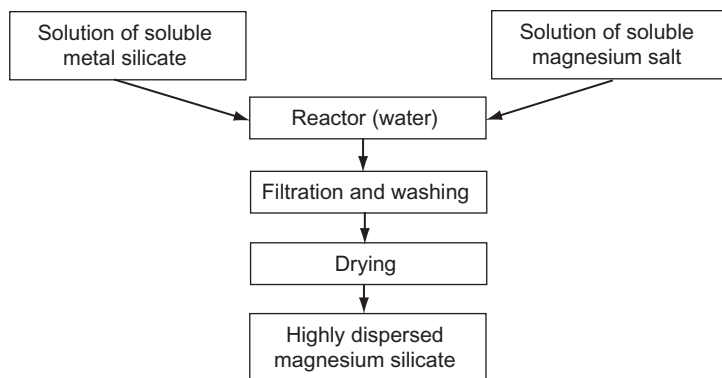 Solution of soluble
metal silicate
Solution of soluble
magnesium salt
Reactor (water)
Filtration and washing
Drying
Highly dispersed
magnesium silicate